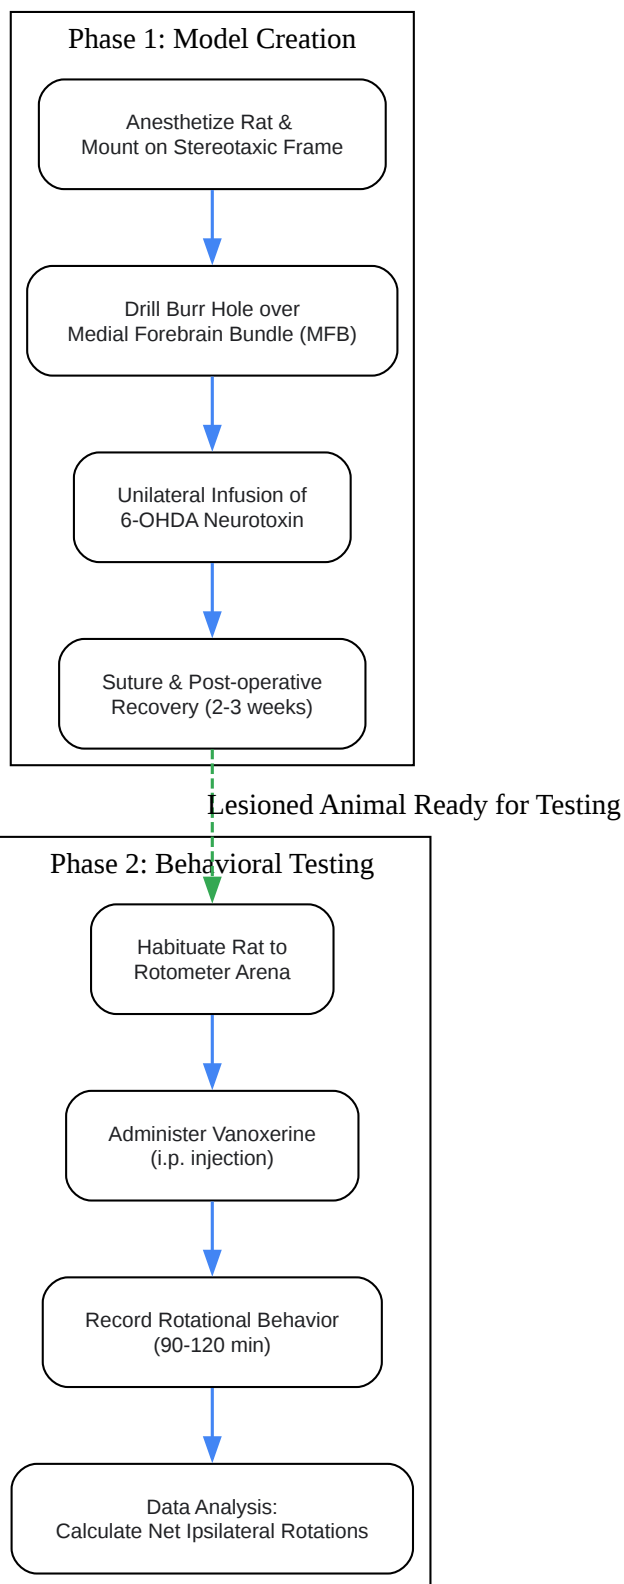 Phase 1: Model Creation
Anesthetize Rat &
Mount on Stereotaxic Frame
Drill Burr Hole over
Medial Forebrain Bundle (MFB)
Unilateral Infusion of
6-OHDA Neurotoxin
Suture & Post-operative
Recovery (2-3 weeks)
Lesioned Animal Ready for Testing
Phase 2: Behavioral Testing
Habituate Rat to
Rotometer Arena
Administer Vanoxerine
(i.p. injection)
Record Rotational Behavior
(90-120 min)
Data Analysis:
Calculate Net Ipsilateral Rotations